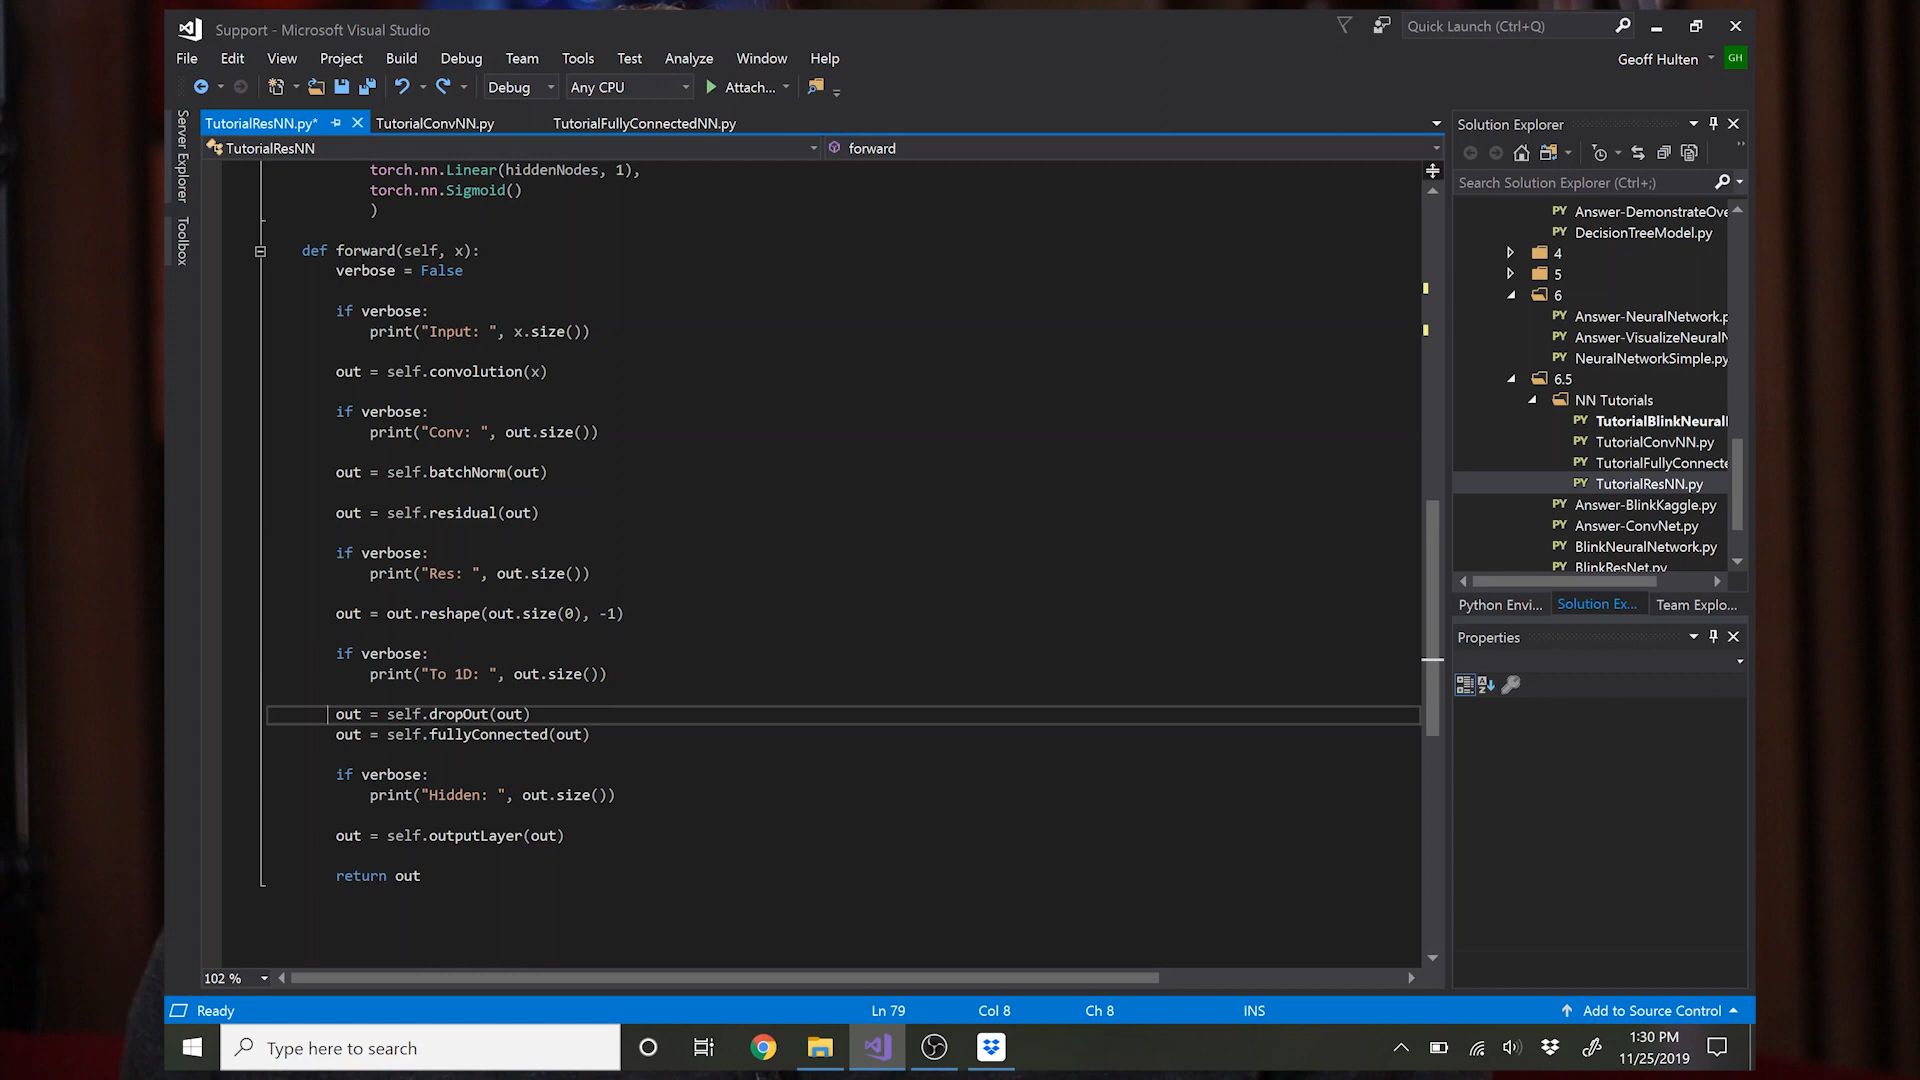 Support - Microsoft Visual Studio
Quick Launch (Ctrl+Q)
File Edit View Project Build Debug Team Tools Test Analyze Window Help
Geoff Hulten
GH
Debug Any CPU Attach...
Server Explorer
Toolbox
TutorialResNN.py* TutorialConvNN.py TutorialFullyConnectedNN.py
TutorialResNN forward
torch.nn.Linear(hiddenNodes, 1),
torch.nn.Sigmoid()
)
def forward(self, x):
verbose = False
if verbose:
print("Input: ", x.size())
out = self.convolution(x)
if verbose:
print("Conv: ", out.size())
out = self.batchNorm(out)
out = self.residual(out)
if verbose:
print("Res: ", out.size())
out = out.reshape(out.size(0), -1)
if verbose:
print("To 1D: ", out.size())
out = self.dropOut(out)
out = self.fullyConnected(out)
if verbose:
print("Hidden: ", out.size())
out = self.outputLayer(out)
return out
102 %
Solution Explorer
Search Solution Explorer (Ctrl+;)
PY Answer-DemonstrateOve
PY DecisionTreeModel.py
4
5
6
PY Answer-NeuralNetwork.p
PY Answer-VisualizeNeuralN
PY NeuralNetworkSimple.py
6.5
NN Tutorials
PY TutorialBlinkNeuralI
PY TutorialConvNN.py
PY TutorialFullyConnecte
PY TutorialResNN.py
PY Answer-BlinkKaggle.py
PY Answer-ConvNet.py
PY BlinkNeuralNetwork.py
PY BlinkResNet.py
Python Envi... Solution Ex... Team Explo...
Properties
Ready Ln 79 Col 8 Ch 8 INS Add to Source Control
Type here to search
1:30 PM
11/25/2019